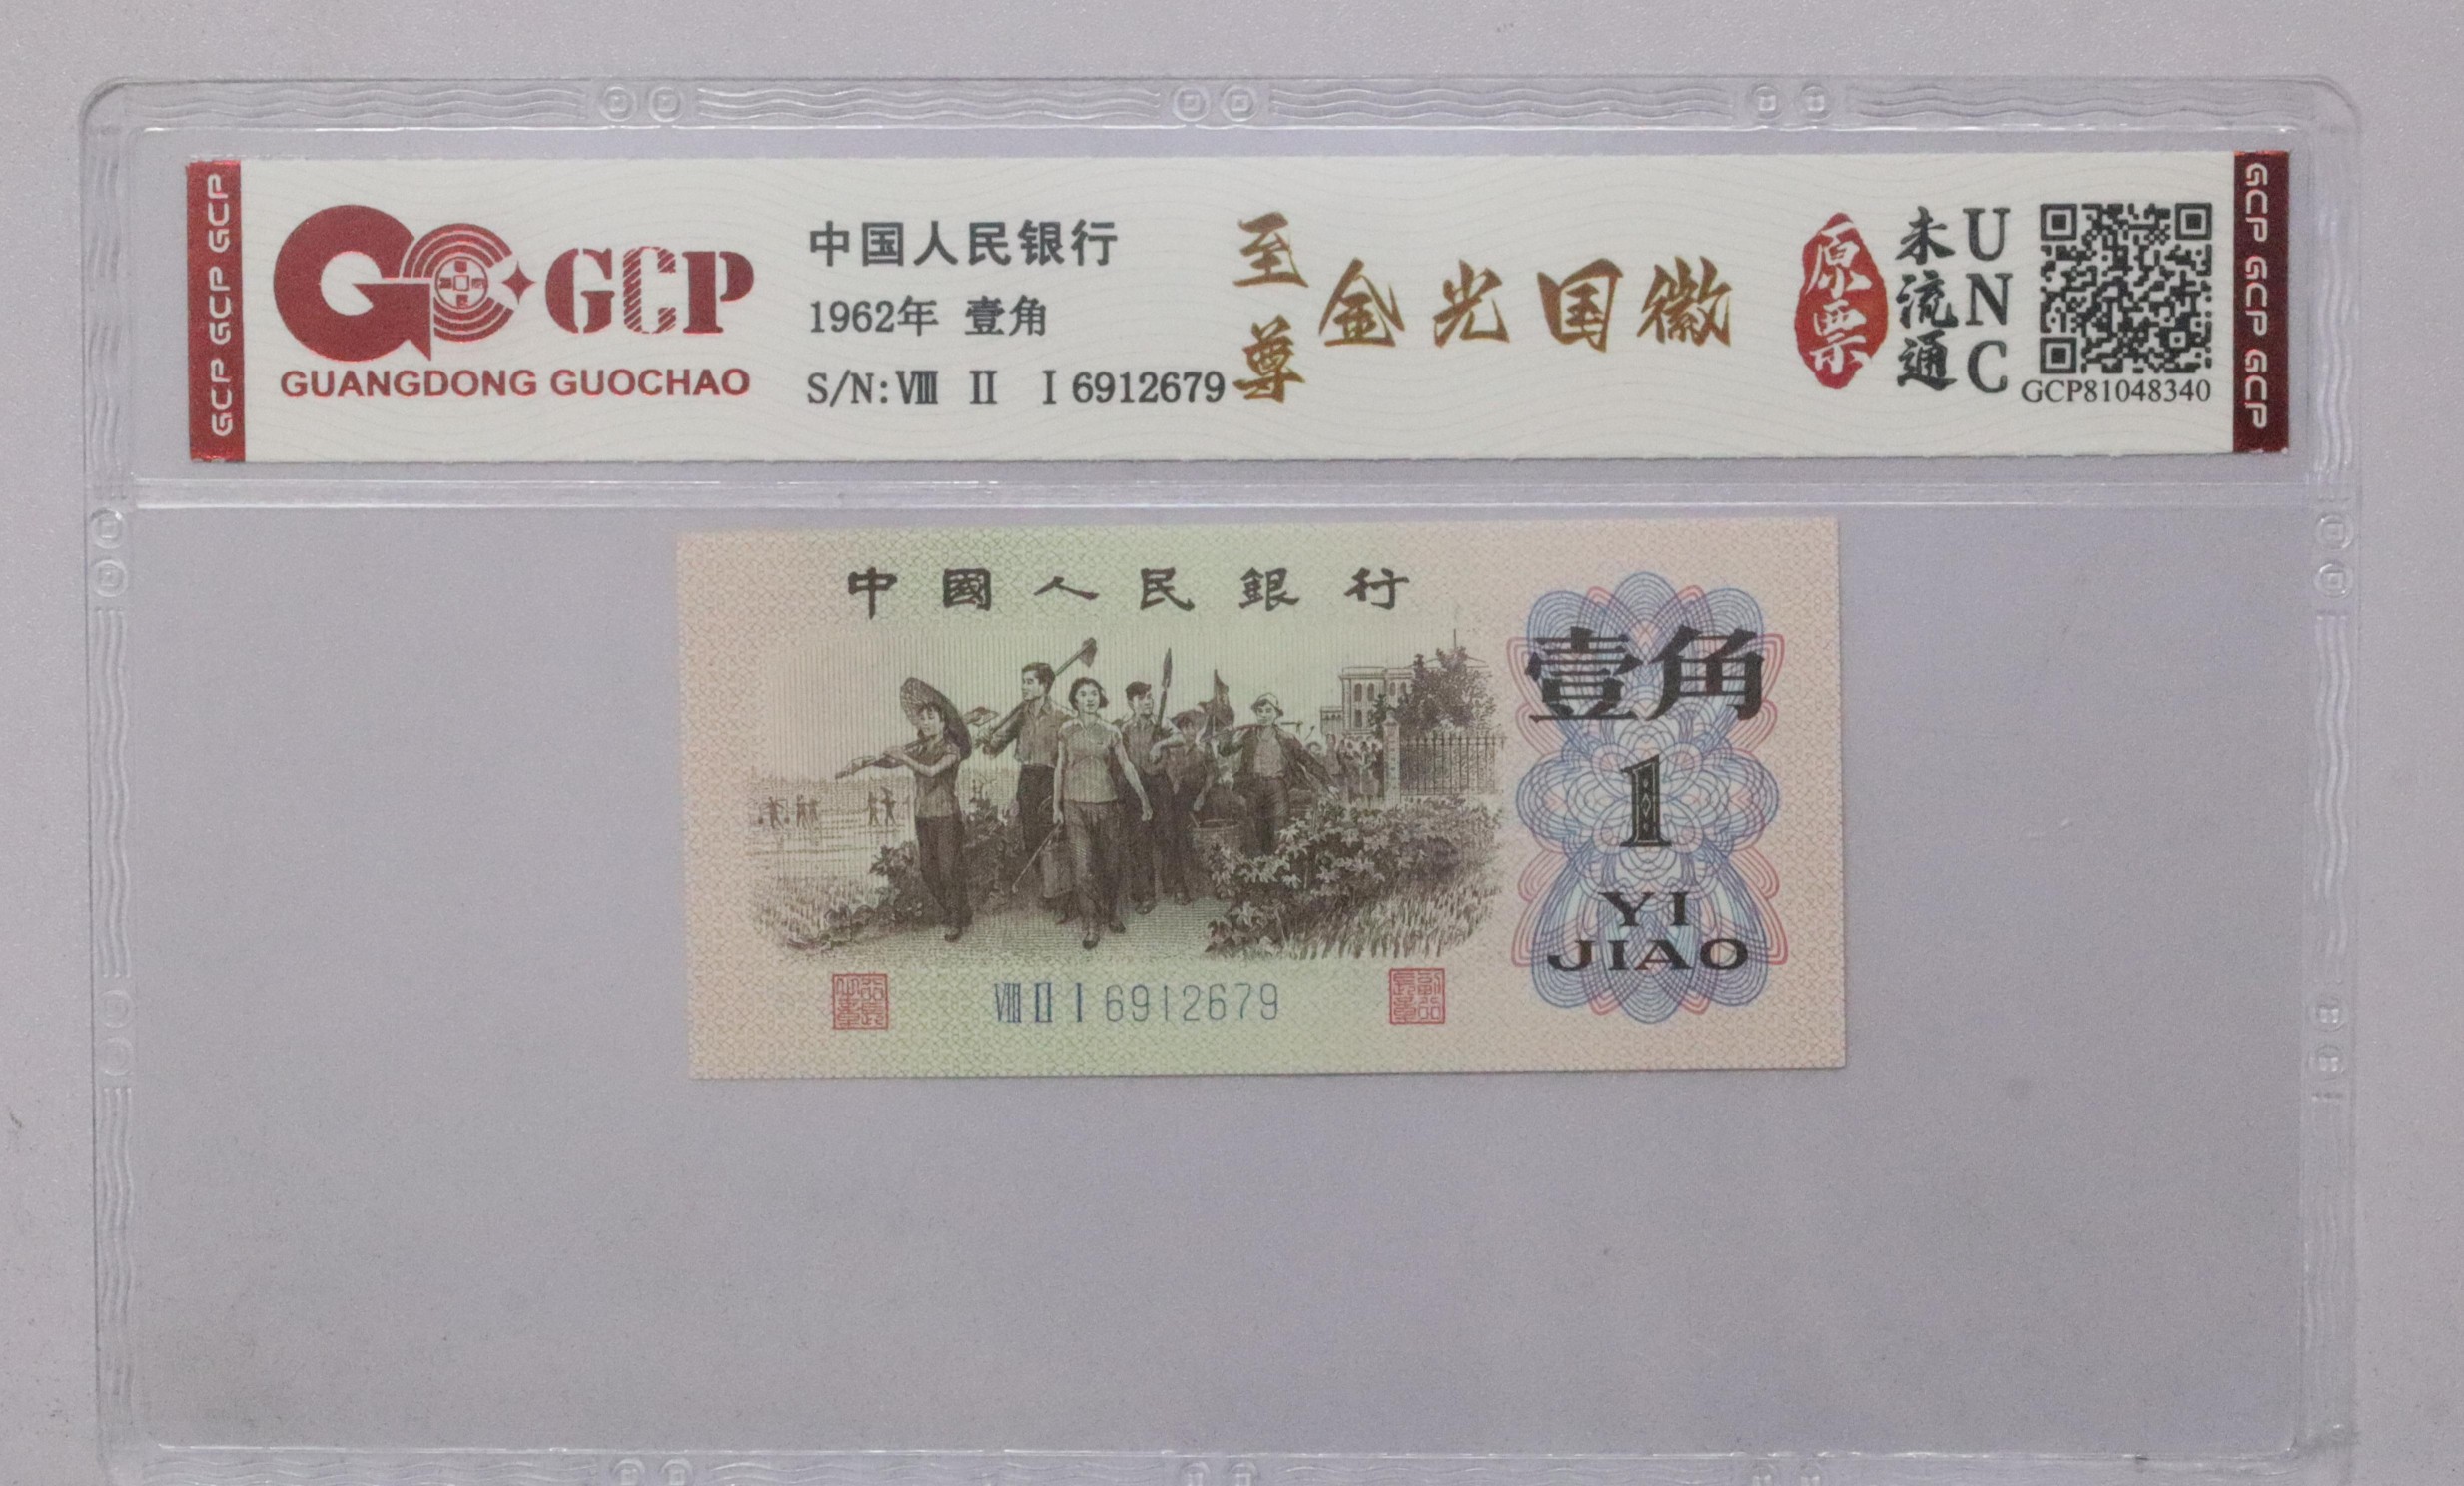 GCP GCP GCP
GCP
GUANGDONG GUOCHAO
中国人民银行
1962年 壹角
S/N: Ⅷ Ⅱ Ⅰ 6912679
至尊
金光国徽
原票
未流通
UNC
GCP81048340
GCP GCP GCP
中國人民銀行
壹角
1
YI
JIAO
Ⅷ Ⅱ Ⅰ 6912679